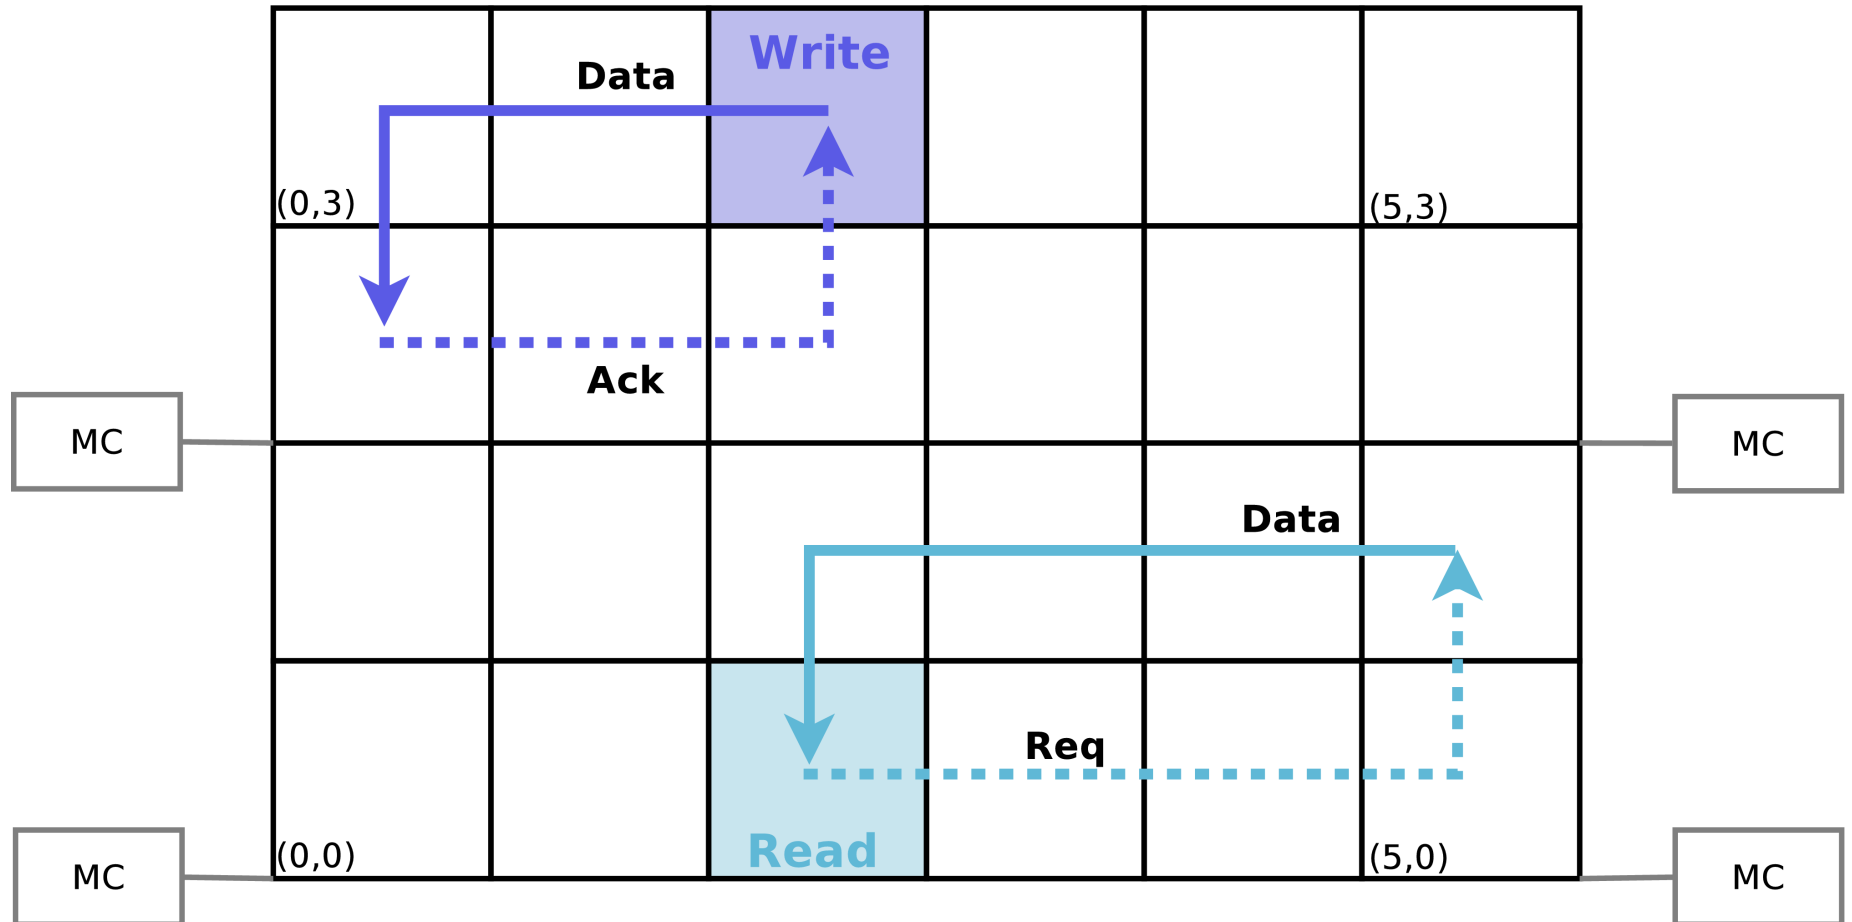 Write
Data
(0,3)
(5,3)
Ack
MC
MC
Data
Req
Read
(0,0)
(5,0)
MC
MC